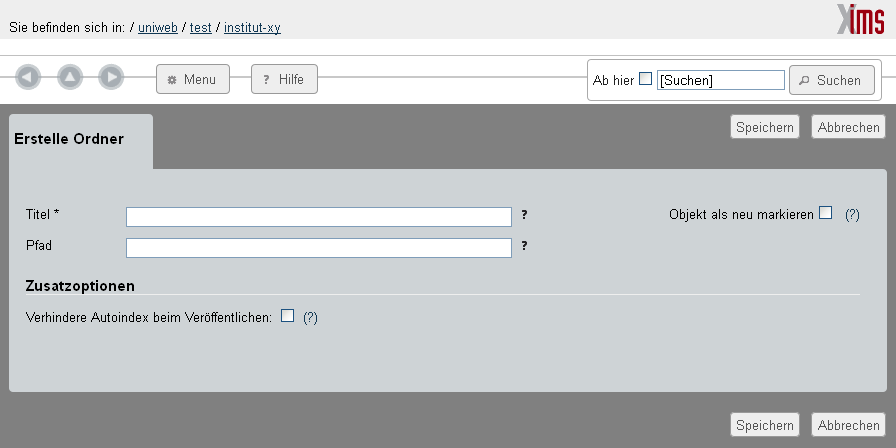 Sie befinden sich in: / uniweb / test / institut-xy
Xims
Menu
? Hilfe
Ab hier [Suchen] Suchen
Erstelle Ordner
Speichern Abbrechen
Titel * ?
Objekt als neu markieren (?)
Pfad ?
Zusatzoptionen
Verhindere Autoindex beim Veröffentlichen: (?)
Speichern Abbrechen